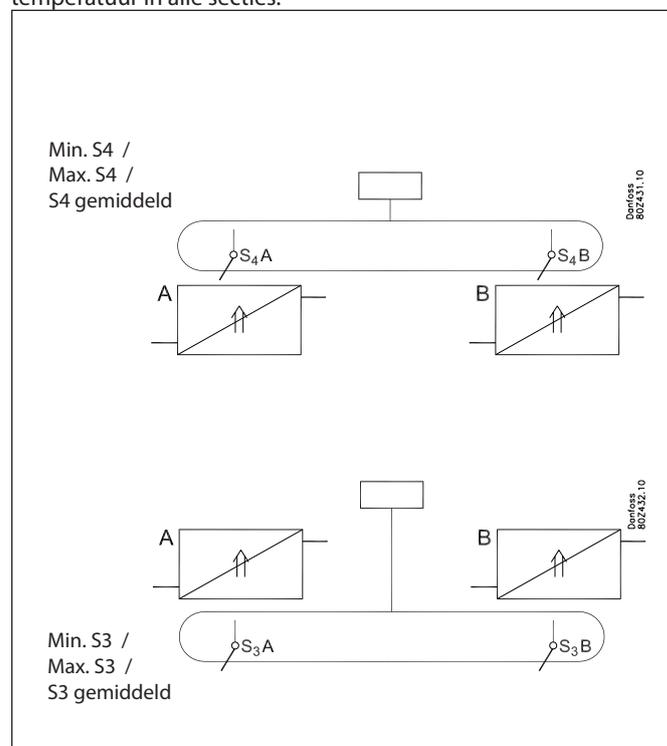 temperatuur in alle secties.
Min. S4 /
Max. S4 /
S4 gemiddeld
Danfoss
80Z431.10
S4A
S4B
A
B
Danfoss
80Z432.10
A
B
S3A
S3B
Min. S3 /
Max. S3 /
S3 gemiddeld